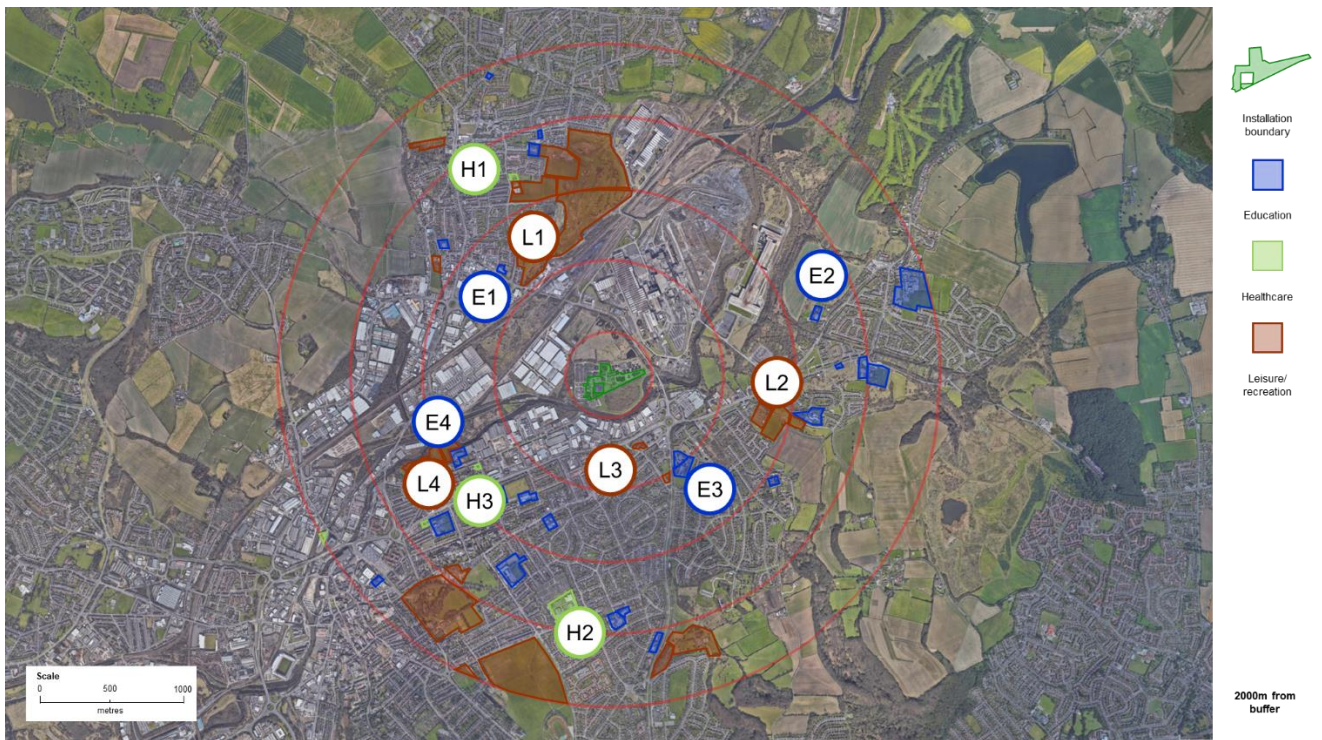 H1
L1
E1
E2
L2
E4
L4
H3
L3
E3
H2
Scale
0 500 1000
metres
Installation
boundary
Education
Healthcare
Leisure/
recreation
2000m from
buffer